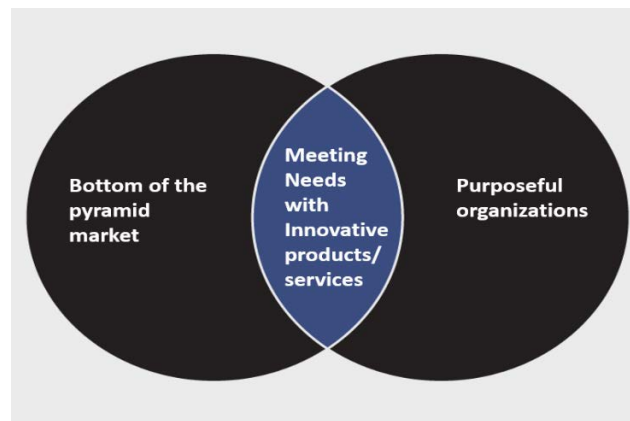 Bottom of the
pyramid
market
Meeting
Needs
with
Innovative
products/
services
Purposeful
organizations